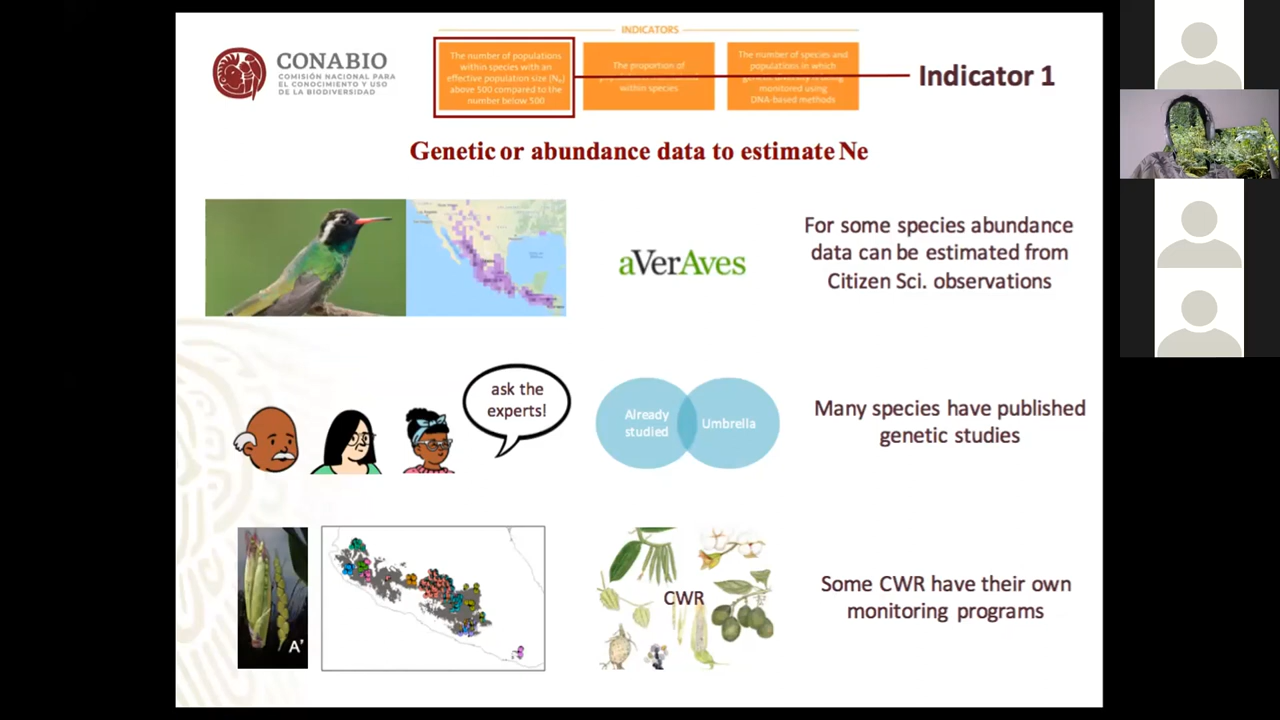 INDICATORS
CONABIO
COMISIÓN NACIONAL PARA
EL CONOCIMIENTO Y USO
DE LA BIODIVERSIDAD
The number of populations
within species with an
effective population size (Ne)
above 500 compared to the
number below 500
The proportion of
within species
The number of species and
populations in which
monitored using
DNA-based methods
Indicator 1
Genetic or abundance data to estimate Ne
aVerAves
For some species abundance
data can be estimated from
Citizen Sci. observations
ask the
experts!
Already
studied
Umbrella
Many species have published
genetic studies
A'
CWR
Some CWR have their own
monitoring programs